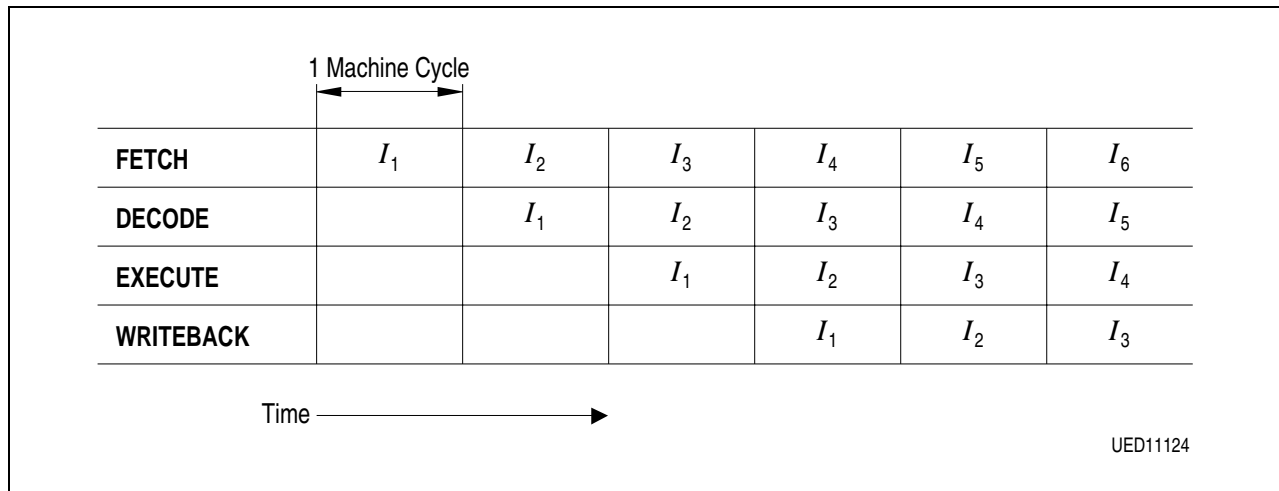 1 Machine Cycle
FETCH I1 I2 I3 I4 I5 I6
DECODE I1 I2 I3 I4 I5
EXECUTE I1 I2 I3 I4
WRITEBACK I1 I2 I3
Time
UED11124